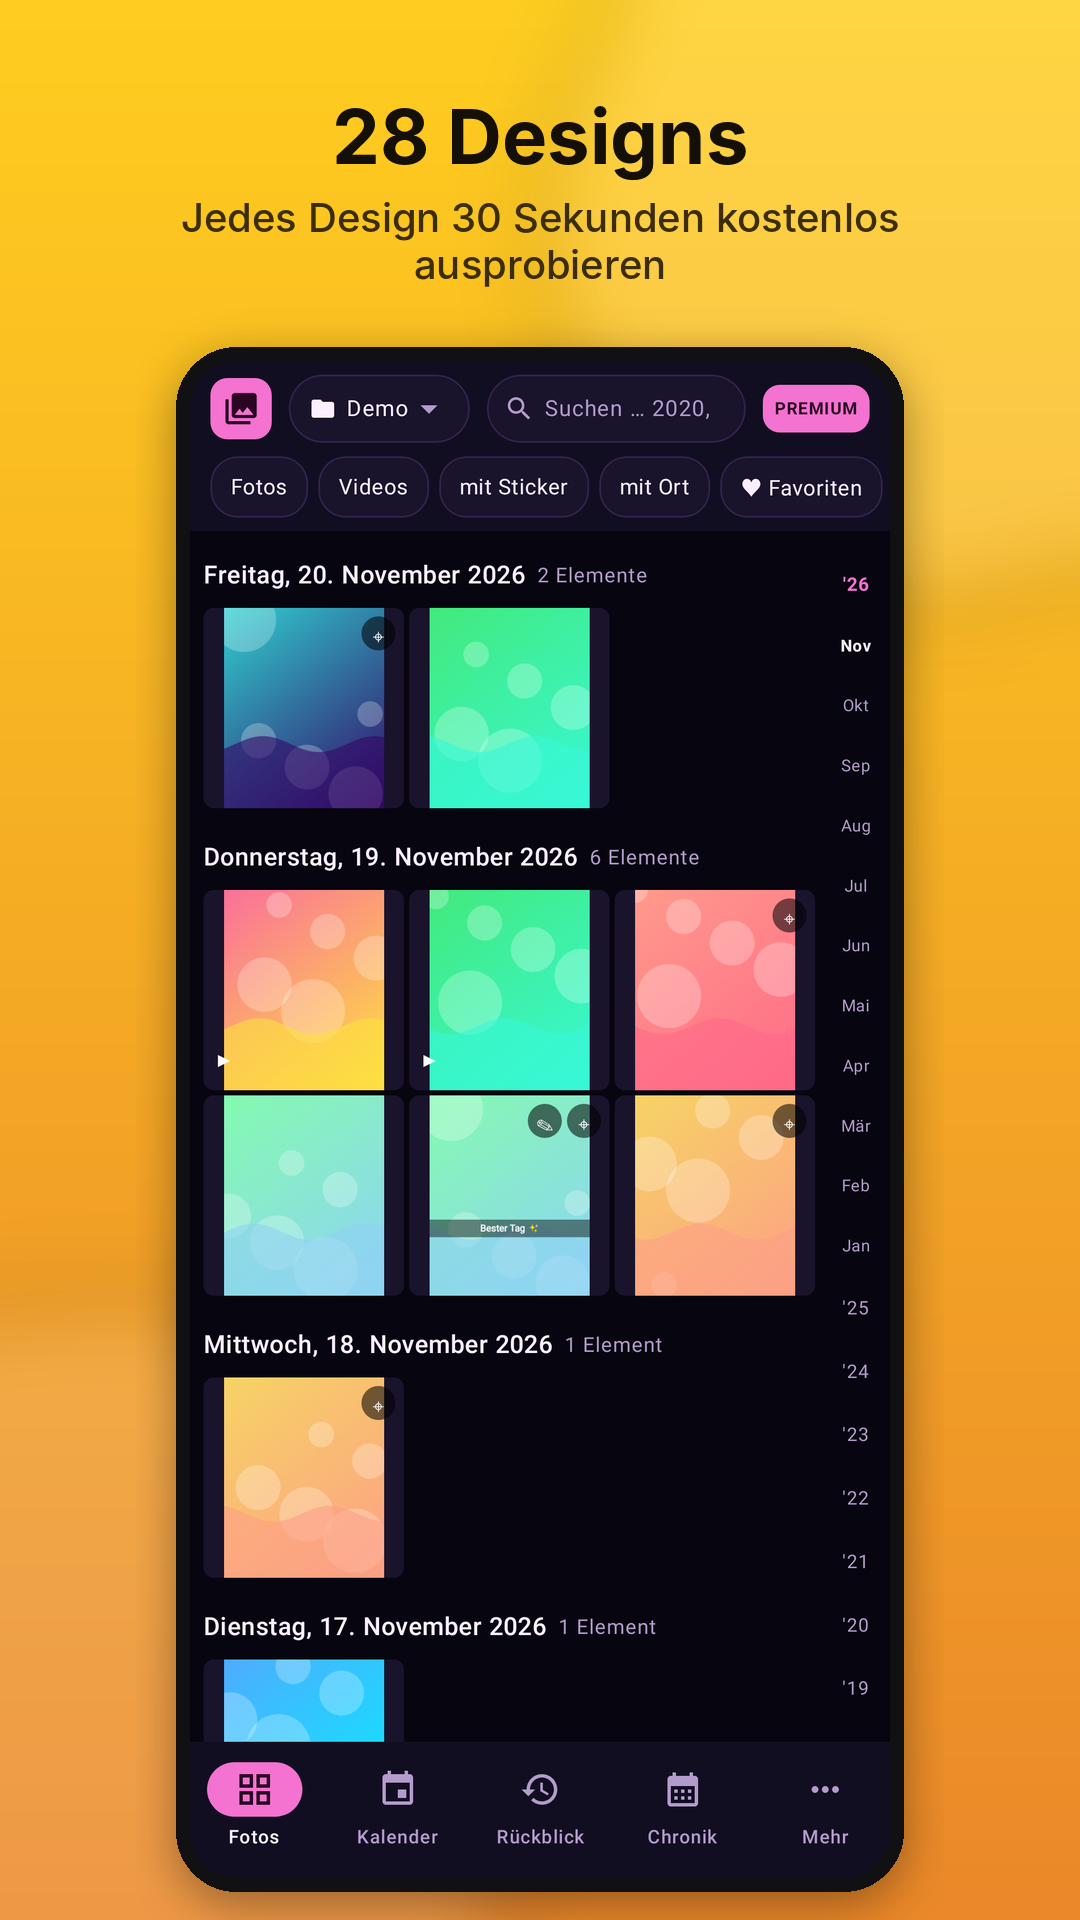 28 Designs
Jedes Design 30 Sekunden kostenlos
ausprobieren
Demo
Suchen ... 2020,
PREMIUM
Fotos
Videos
mit Sticker
mit Ort
♥ Favoriten
Freitag, 20. November 2026 2 Elemente
Donnerstag, 19. November 2026 6 Elemente
Bester Tag ✨
Mittwoch, 18. November 2026 1 Element
Dienstag, 17. November 2026 1 Element
'26
Nov
Okt
Sep
Aug
Jul
Jun
Mai
Apr
Mär
Feb
Jan
'25
'24
'23
'22
'21
'20
'19
Fotos
Kalender
Rückblick
Chronik
Mehr